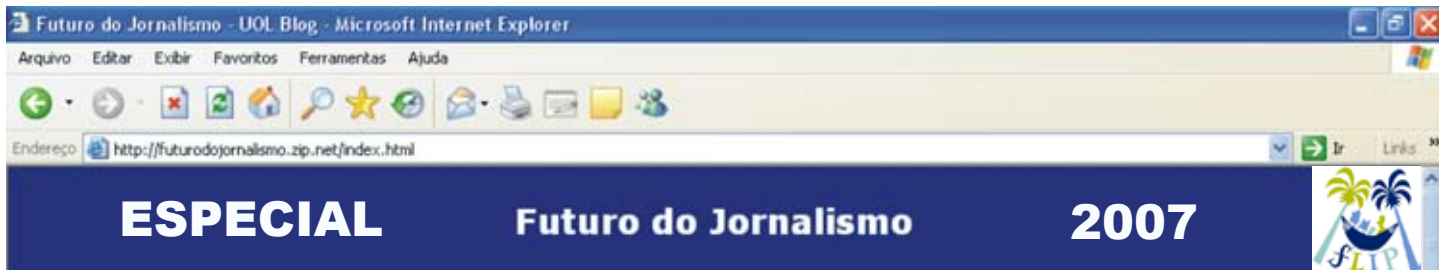 Futuro do Jornalismo - UOL Blog - Microsoft Internet Explorer
Arquivo Editar Exibir Favoritos Ferramentas Ajuda
Endereço http://futurodojornalismo.zip.net/index.html Ir Links »
ESPECIAL Futuro do Jornalismo 2007
FLIP